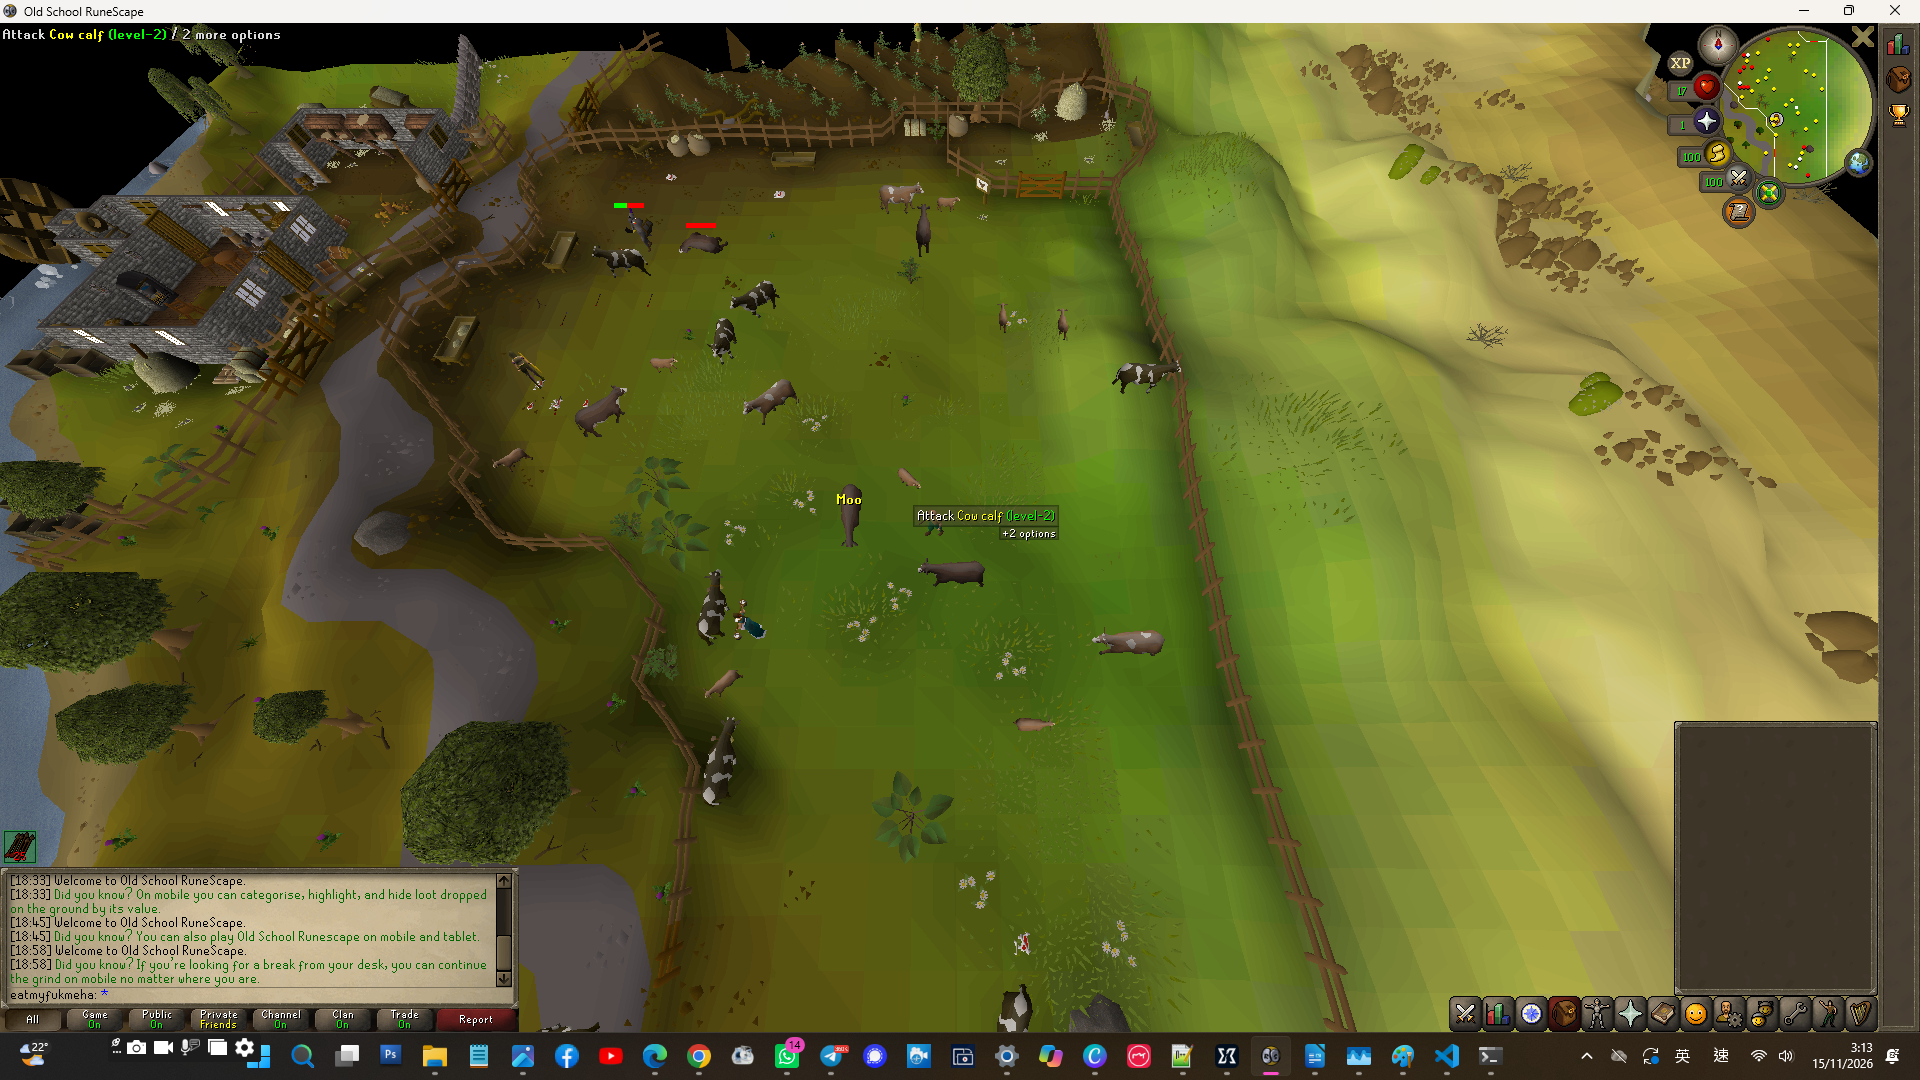 Old School RuneScape
Attack Cow calf (level-2) / 2 more options
N
XP
17
1
100
100
Moo
Attack Cow calf (level-2)
+2 options
[18:33] Welcome to Old School RuneScape.
[18:33] Did you know? On mobile you can categorise, highlight, and hide loot dropped
on the ground by its value.
[18:45] Welcome to Old School RuneScape.
[18:45] Did you know? You can also play Old School Runescape on mobile and tablet.
[18:58] Welcome to Old School RuneScape.
[18:58] Did you know? If you're looking for a break from your desk, you can continue
the grind on mobile no matter where you are.
eatmyfukmeha: *
All
Game
On
Public
On
Private
Friends
Channel
On
Clan
On
Trade
On
Report
22°
Ps
14
英
速
3:13
15/11/2026